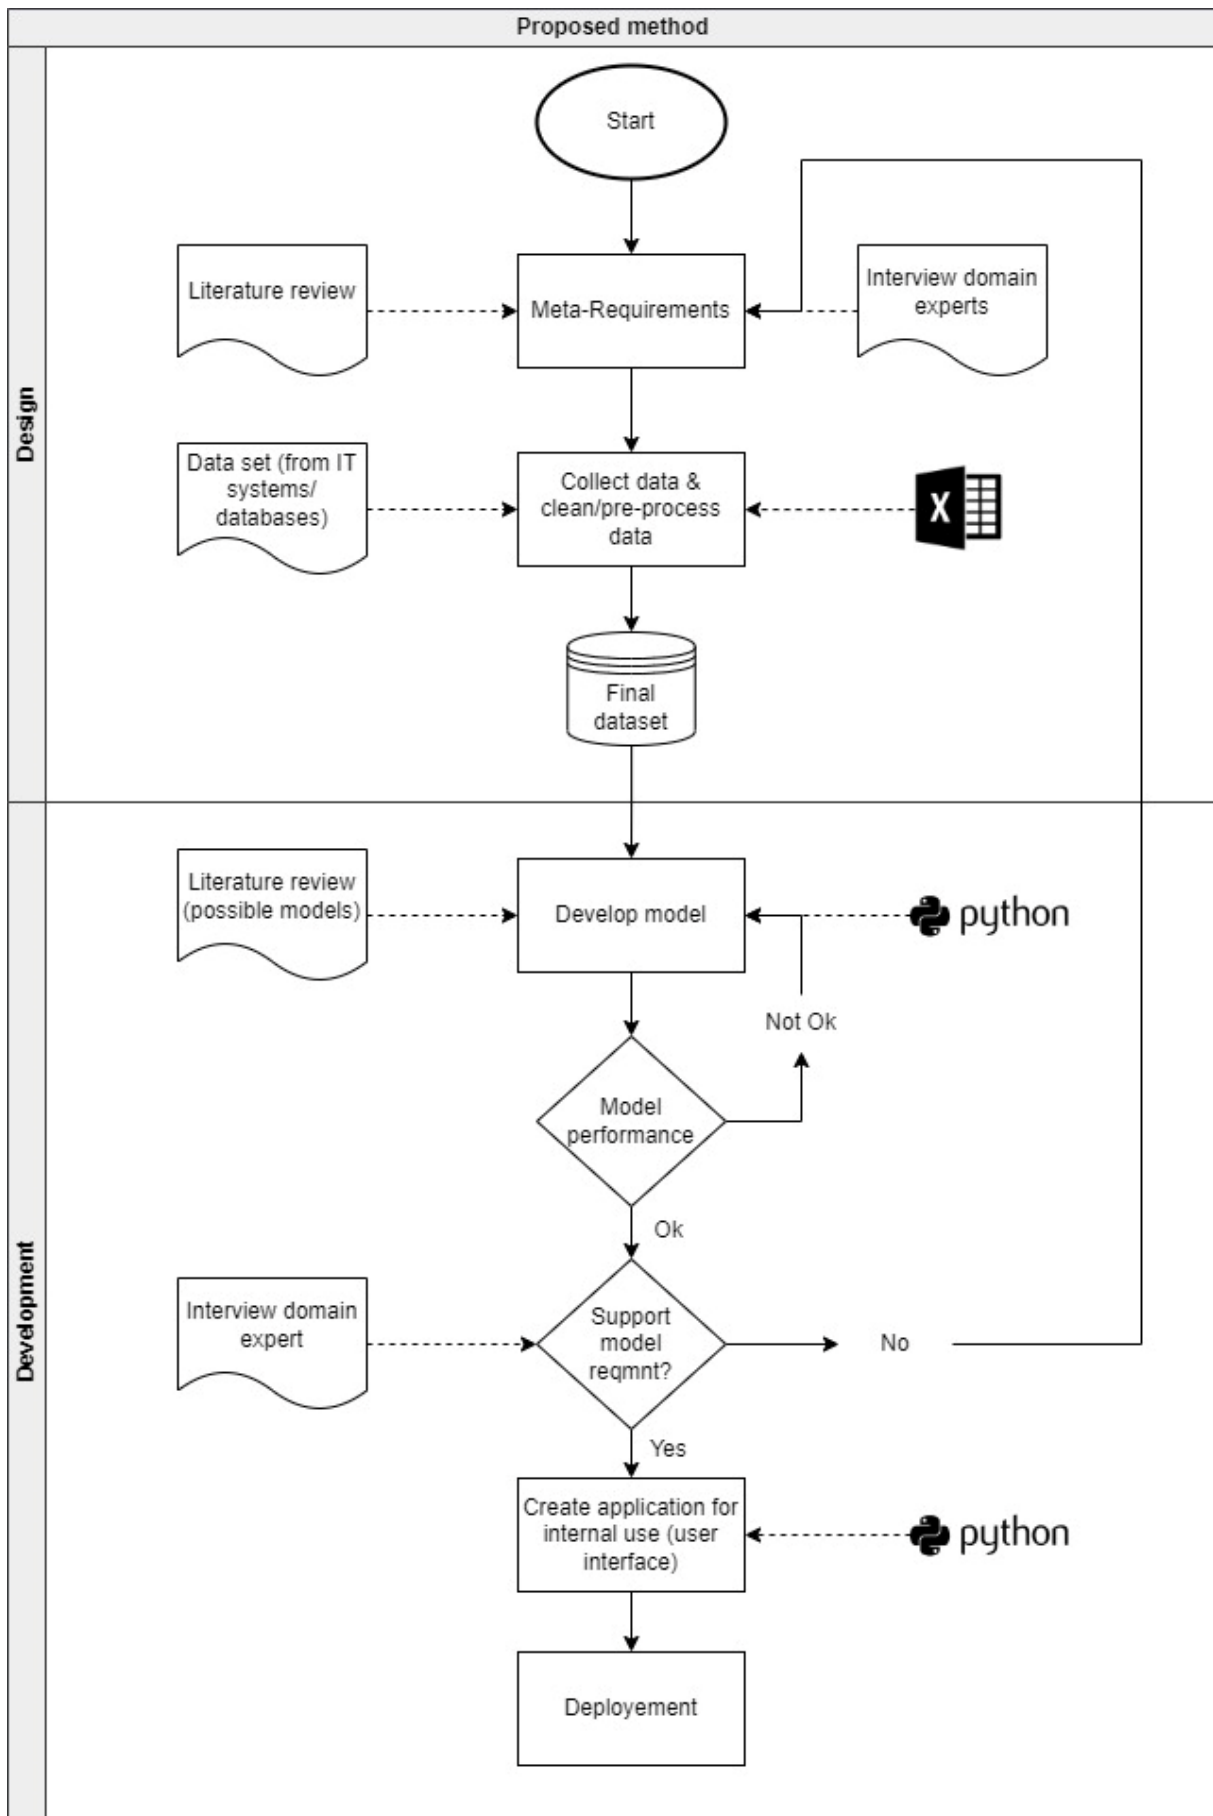 Proposed method
Design
Start
Literature review
Meta-Requirements
Interview domain
experts
Data set (from IT
systems/
databases)
Collect data &
clean/pre-process
data
X
Final
dataset
Development
Literature review
(possible models)
Develop model
python
Not Ok
Model
performance
Ok
Interview domain
expert
Support
model
reqmnt?
No
Yes
Create application for
internal use (user
interface)
python
Deployement